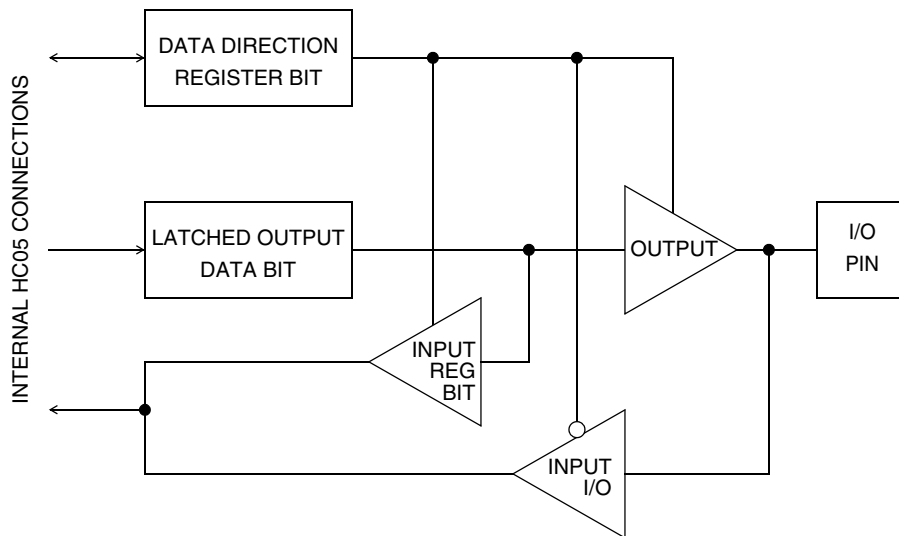 INTERNAL HC05 CONNECTIONS
DATA DIRECTION
REGISTER BIT
LATCHED OUTPUT
DATA BIT
OUTPUT
I/O
PIN
INPUT
REG
BIT
INPUT
I/O